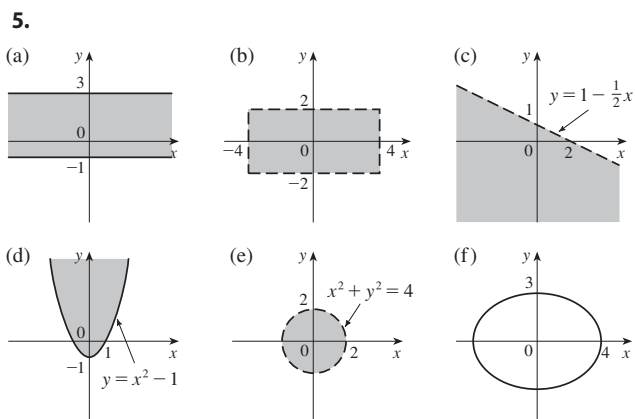 5.
(a)
y
3
0
x
−1
(b)
y
2
−4
0
4 x
−2
(c)
y
y = 1 − 1/2 x
1
0
2
x
(d)
y
0
1
x
−1
y = x² − 1
(e)
y
x² + y² = 4
2
0
2
x
(f)
y
3
0
4 x